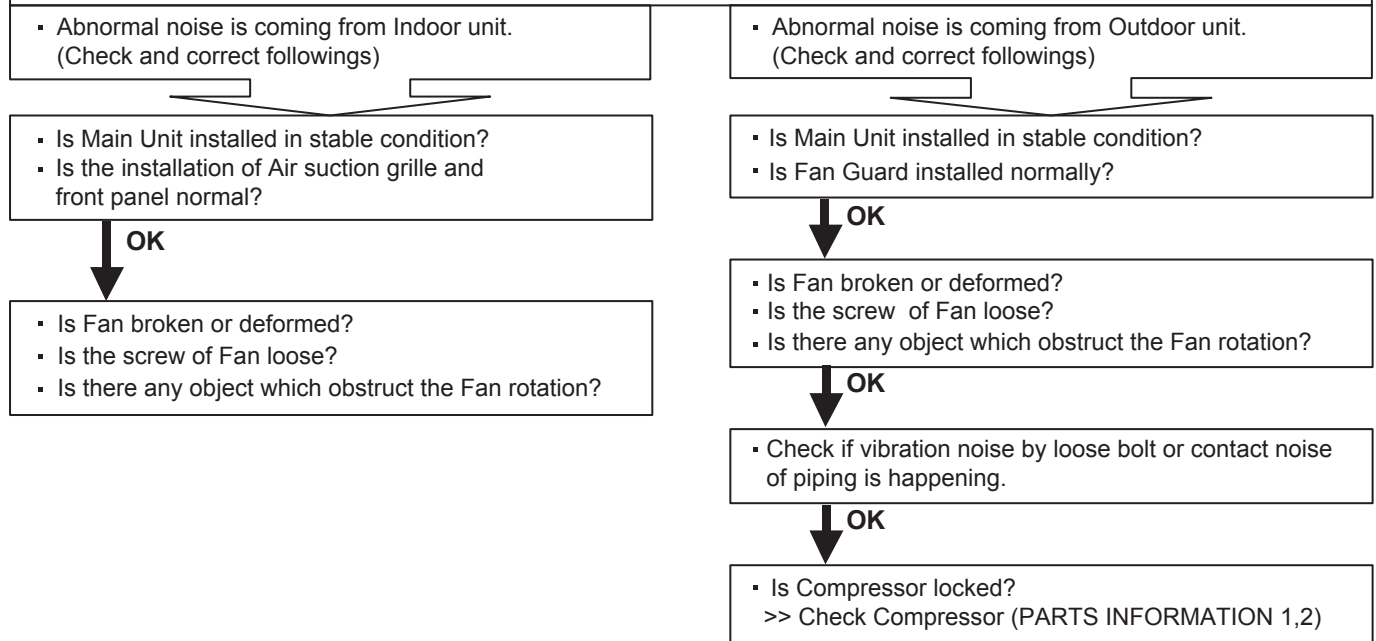 ▪ Abnormal noise is coming from Indoor unit.
(Check and correct followings)
▪ Is Main Unit installed in stable condition?
▪ Is the installation of Air suction grille and
front panel normal?
OK
▪ Is Fan broken or deformed?
▪ Is the screw of Fan loose?
▪ Is there any object which obstruct the Fan rotation?
▪ Abnormal noise is coming from Outdoor unit.
(Check and correct followings)
▪ Is Main Unit installed in stable condition?
▪ Is Fan Guard installed normally?
OK
▪ Is Fan broken or deformed?
▪ Is the screw of Fan loose?
▪ Is there any object which obstruct the Fan rotation?
OK
▪ Check if vibration noise by loose bolt or contact noise
of piping is happening.
OK
▪ Is Compressor locked?
>> Check Compressor (PARTS INFORMATION 1,2)